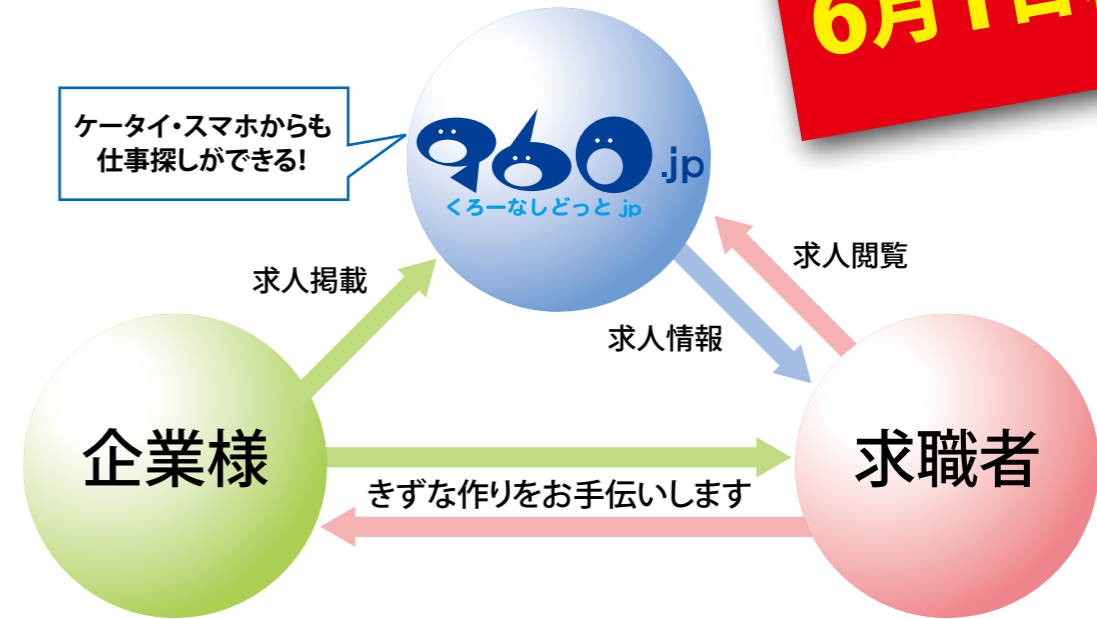 6月1日
ケータイ・スマホからも
仕事探しができる!
960.jp
くろーなしどっと.jp
求人掲載
求人閲覧
求人情報
企業様
求職者
きずな作りをお手伝いします